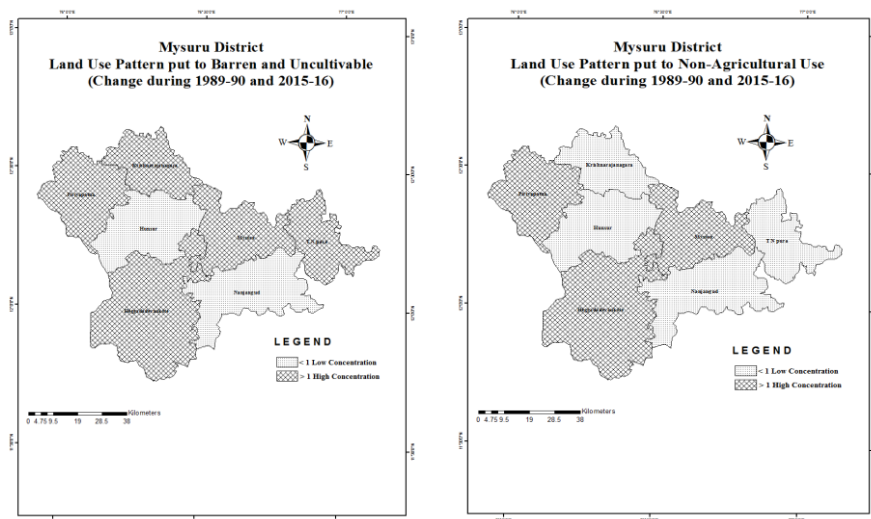 Mysuru District
Land Use Pattern put to Barren and Uncultivable
(Change during 1989-90 and 2015-16)
N
W
E
S
Krishnarajanagara
Piriyapatna
Hunsur
Mysuru
T N pura
Nanjangud
Heggadadevankote
LEGEND
< 1 Low Concentration
> 1 High Concentration
Kilometers
0 4.75 9.5 19 28.5 38
Mysuru District
Land Use Pattern put to Non-Agricultural Use
(Change during 1989-90 and 2015-16)
N
W
E
S
Krishnarajanagara
Piriyapatna
Hunsur
Mysuru
T N pura
Nanjangud
Heggadadevankote
LEGEND
< 1 Low Concentration
> 1 High Concentration
Kilometers
0 4.75 9.5 19 28.5 38